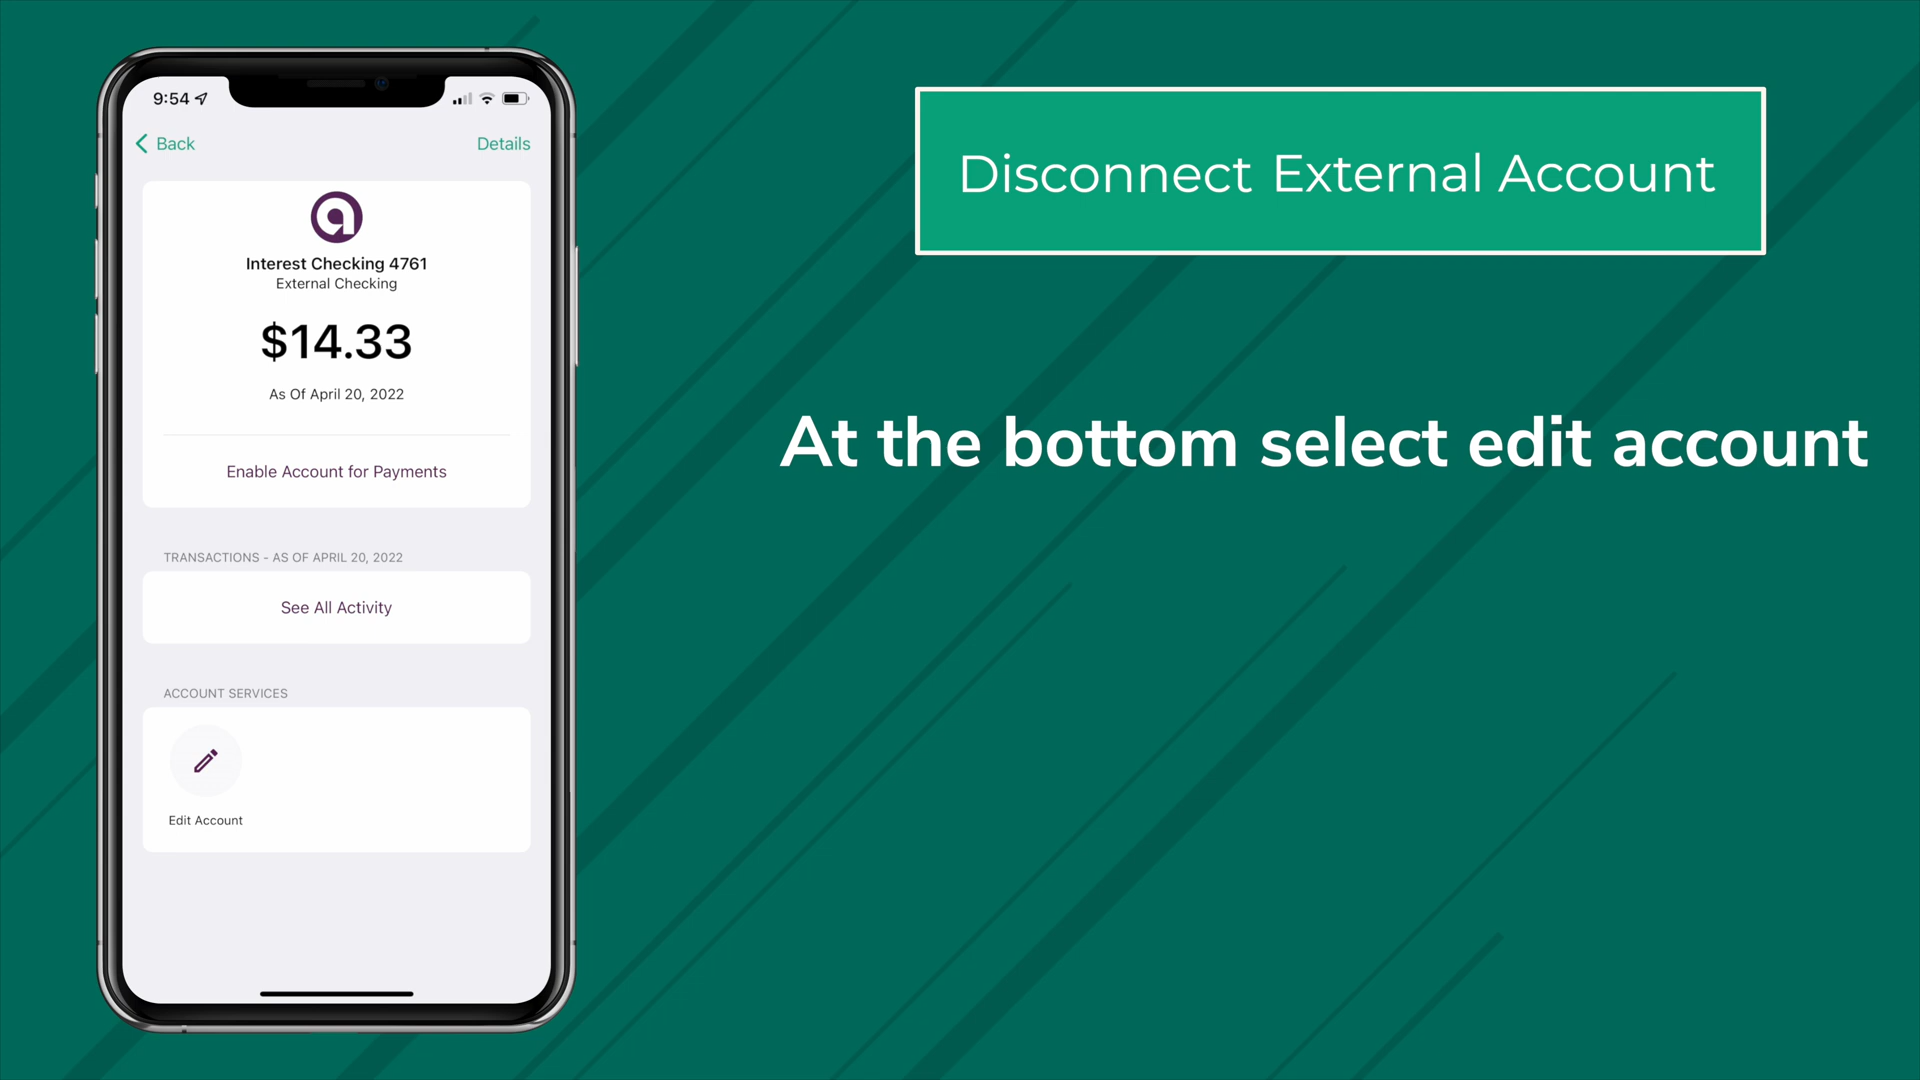 9:54
Back
Details
Interest Checking 4761
External Checking
$14.33
As Of April 20, 2022
Enable Account for Payments
TRANSACTIONS - AS OF APRIL 20, 2022
See All Activity
ACCOUNT SERVICES
Edit Account
Disconnect External Account
At the bottom select edit account